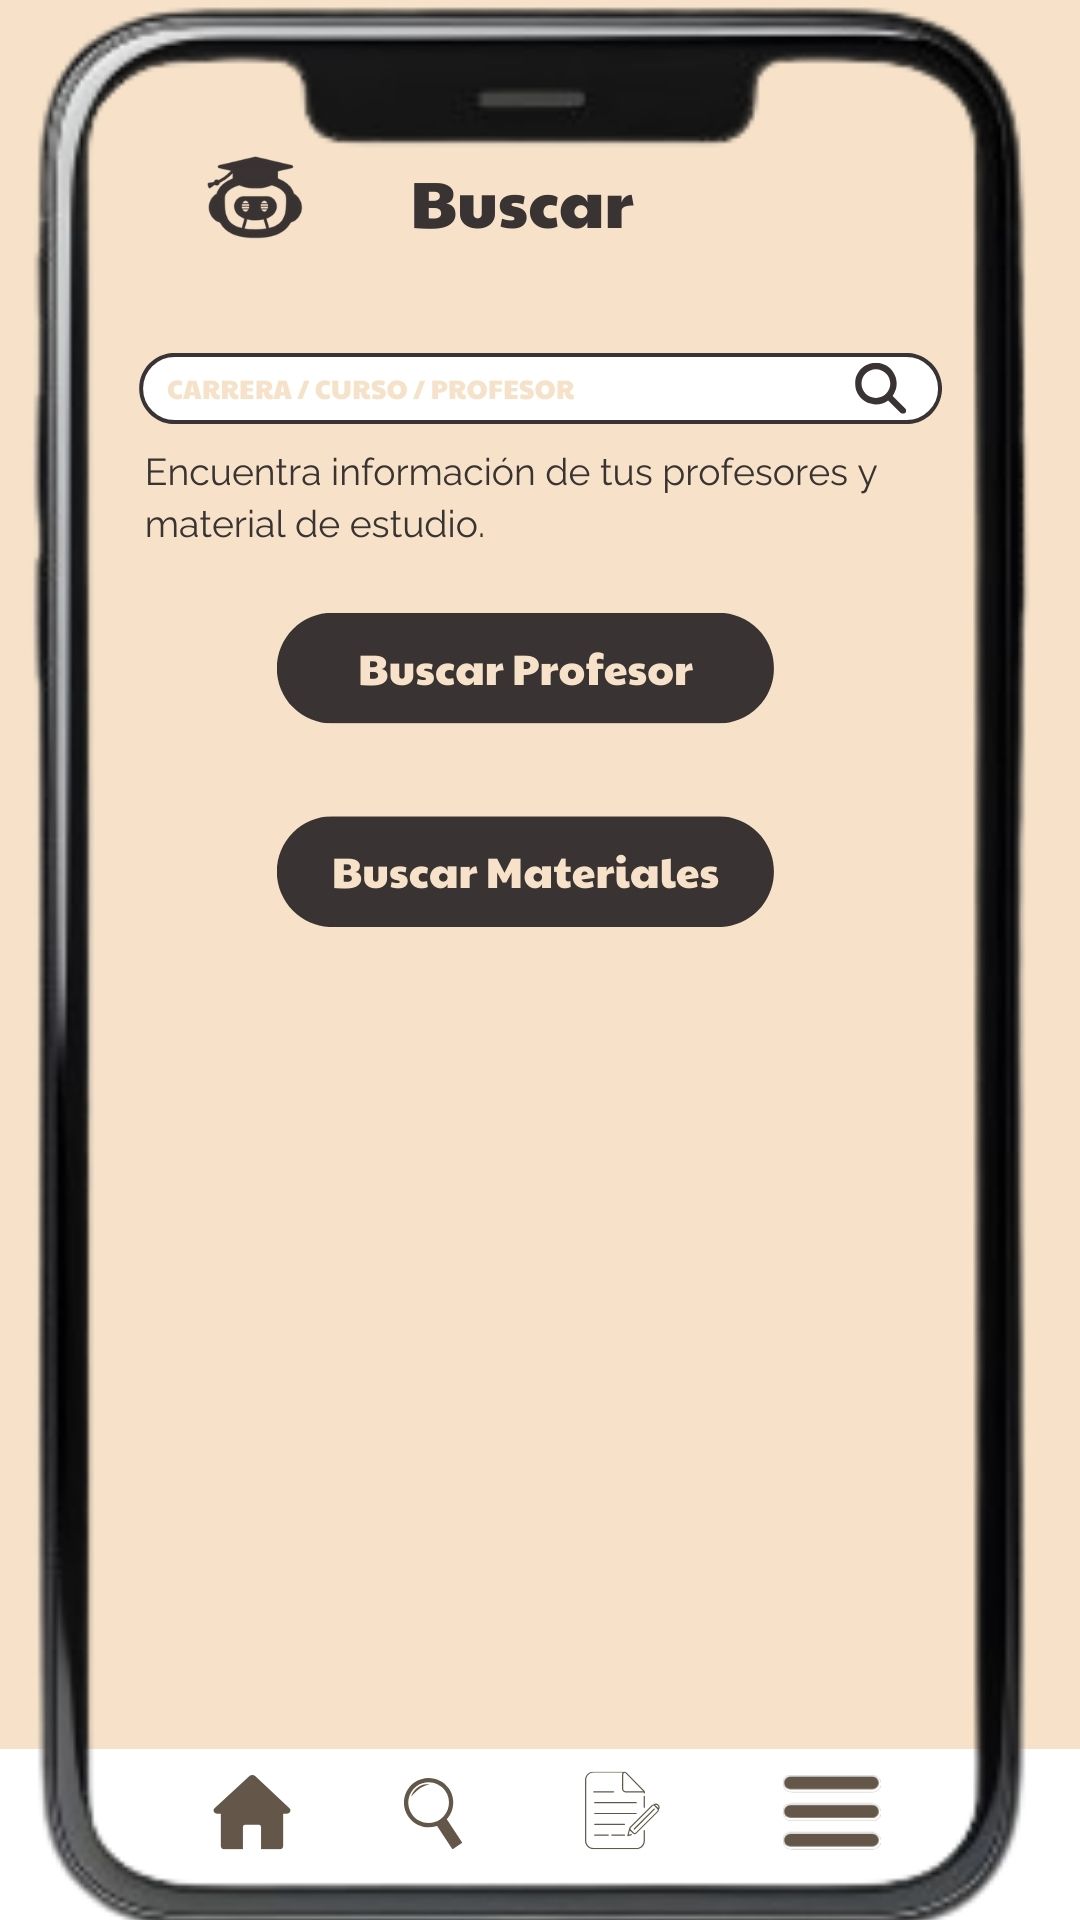 Buscar
CARRERA / CURSO / PROFESOR
Encuentra información de tus profesores y
material de estudio.
Buscar Profesor
Buscar Materiales